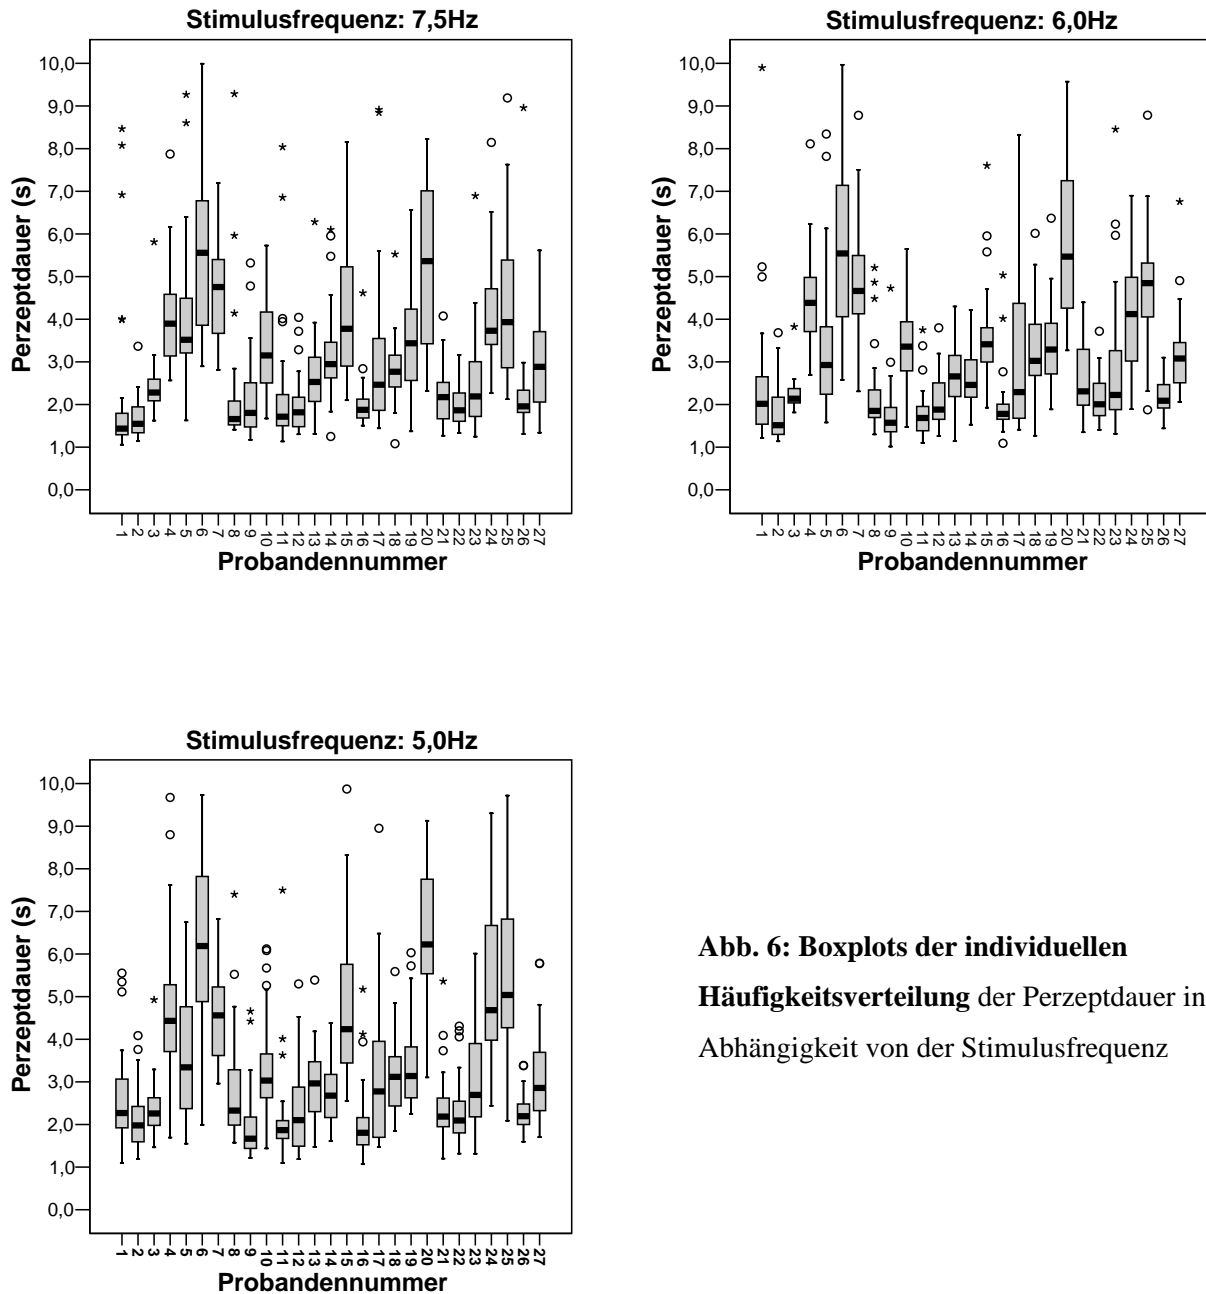 Stimulusfrequenz: 7,5Hz
Perzeptdauer (s)
10,0
9,0
8,0
7,0
6,0
5,0
4,0
3,0
2,0
1,0
0,0
1 2 3 4 5 6 7 8 9 10 11 12 13 14 15 16 17 18 19 20 21 22 23 24 25 26 27
Probandennummer
Stimulusfrequenz: 6,0Hz
Perzeptdauer (s)
10,0
9,0
8,0
7,0
6,0
5,0
4,0
3,0
2,0
1,0
0,0
1 2 3 4 5 6 7 8 9 10 11 12 13 14 15 16 17 18 19 20 21 22 23 24 25 26 27
Probandennummer
Stimulusfrequenz: 5,0Hz
Perzeptdauer (s)
10,0
9,0
8,0
7,0
6,0
5,0
4,0
3,0
2,0
1,0
0,0
1 2 3 4 5 6 7 8 9 10 11 12 13 14 15 16 17 18 19 20 21 22 23 24 25 26 27
Probandennummer
Abb. 6: Boxplots der individuellen
Häufigkeitsverteilung der Perzeptdauer in
Abhängigkeit von der Stimulusfrequenz